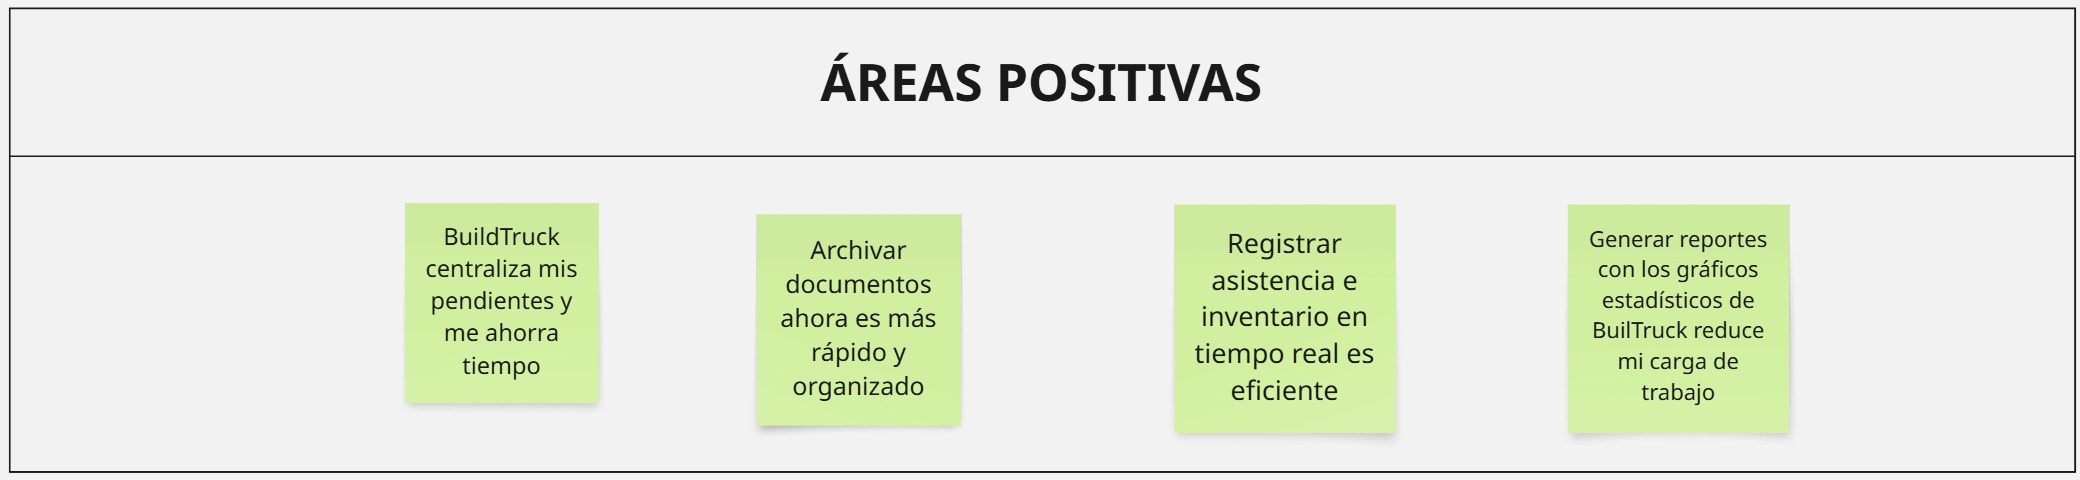 ÁREAS POSITIVAS
BuildTruck
centraliza mis
pendientes y
me ahorra
tiempo
Archivar
documentos
ahora es más
rápido y
organizado
Registrar
asistencia e
inventario en
tiempo real es
eficiente
Generar reportes
con los gráficos
estadísticos de
BuilTruck reduce
mi carga de
trabajo